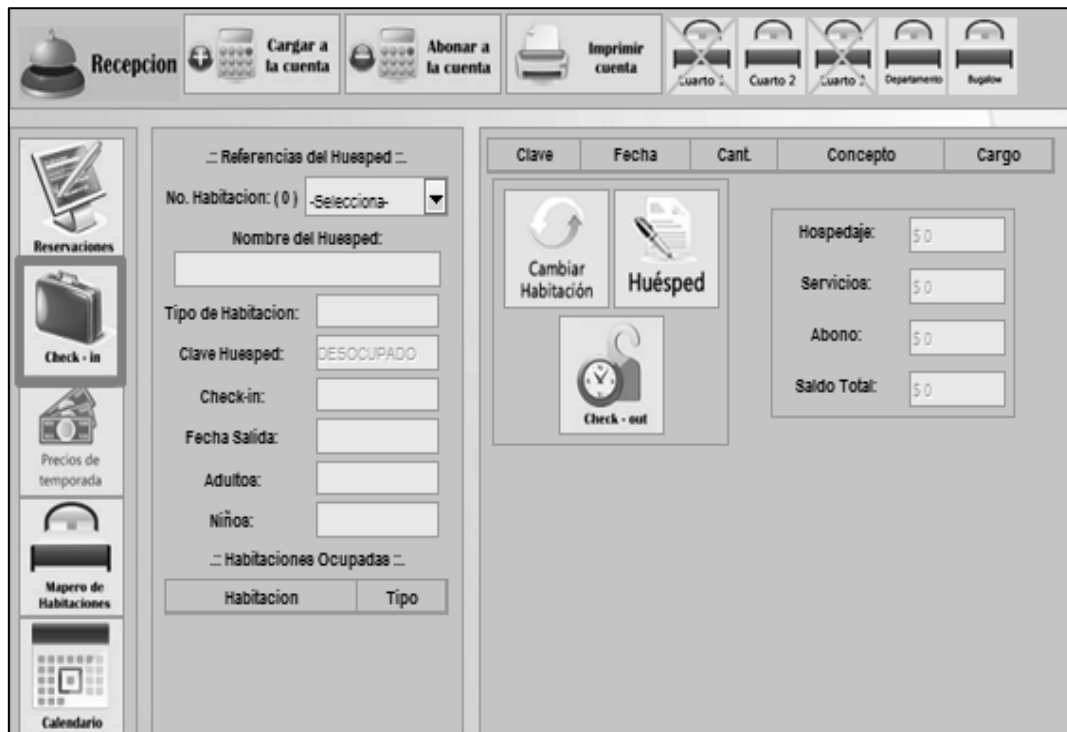 Recepcion
Cargar a
la cuenta
Abonar a
la cuenta
Imprimir
cuenta
Cuarto 2
Departamento
Bugalow
Reservaciones
Check - in
Precios de
temporada
Mapero de
Habitaciones
Calendario
.:: Referencias del Huesped ::.
No. Habitacion: ( 0 ) -Selecciona-
Nombre del Huesped:
Tipo de Habitacion:
Clave Huesped: DESOCUPADO
Check-in:
Fecha Salida:
Adultos:
Niños:
.:: Habitaciones Ocupadas ::.
Habitacion Tipo
Clave Fecha Cant. Concepto Cargo
Cambiar
Habitación
Huésped
Check - out
Hospedaje: $ 0
Servicios: $ 0
Abono: $ 0
Saldo Total: $ 0